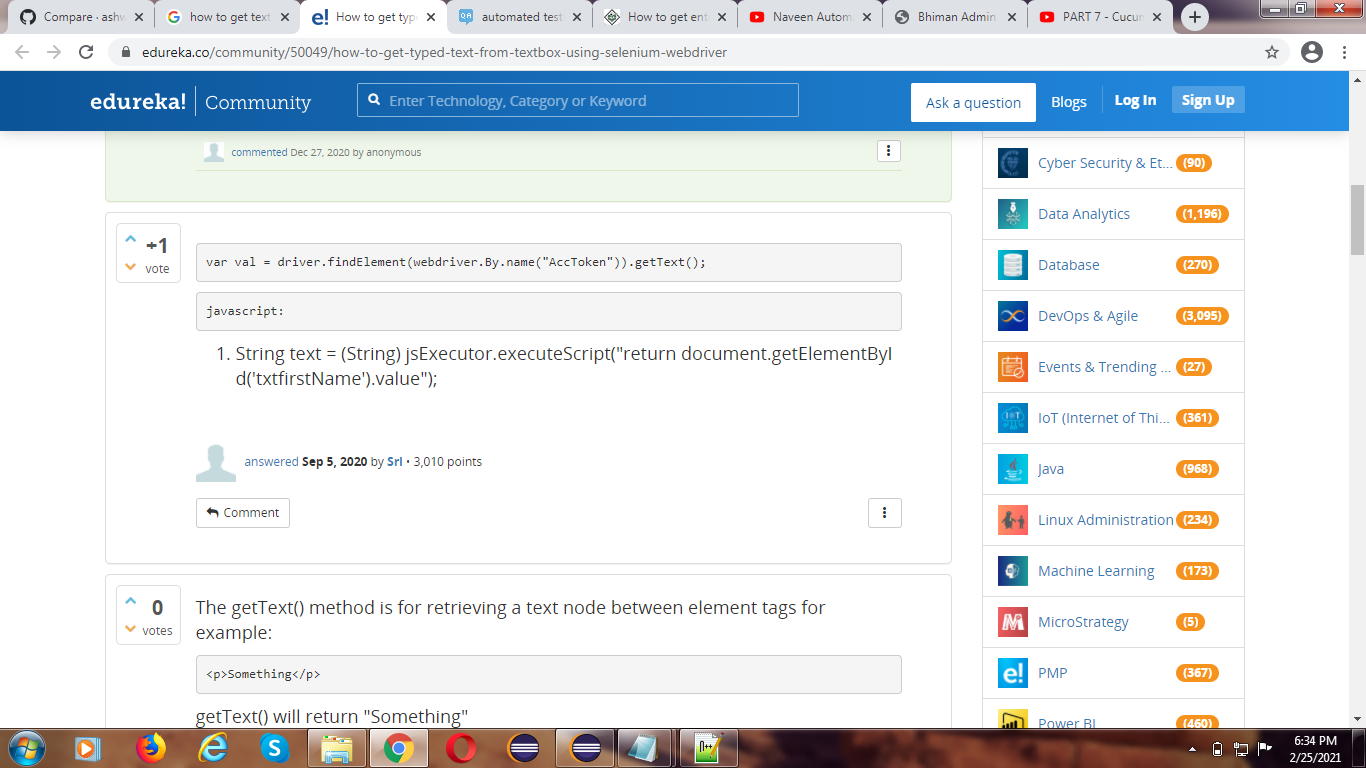 Compare · ashw
how to get text
How to get typ
automated test
How to get ent
Naveen Autom
Bhiman Admin
PART 7 - Cucun
edureka.co/community/50049/how-to-get-typed-text-from-textbox-using-selenium-webdriver
edureka! Community
Enter Technology, Category or Keyword
Ask a question
Blogs
Log In
Sign Up
commented Dec 27, 2020 by anonymous
+1
vote
var val = driver.findElement(webdriver.By.name("AccToken")).getText();
javascript:
1. String text = (String) jsExecutor.executeScript("return document.getElementByI
d('txtfirstName').value");
answered Sep 5, 2020 by Sri • 3,010 points
Comment
0
votes
The getText() method is for retrieving a text node between element tags for
example:
<p>Something</p>
getText() will return "Something"
Cyber Security & Et... (90)
Data Analytics (1,196)
Database (270)
DevOps & Agile (3,095)
Events & Trending ... (27)
IoT (Internet of Thi... (361)
Java (968)
Linux Administration (234)
Machine Learning (173)
MicroStrategy (5)
PMP (367)
Power BI (460)
6:34 PM
2/25/2021